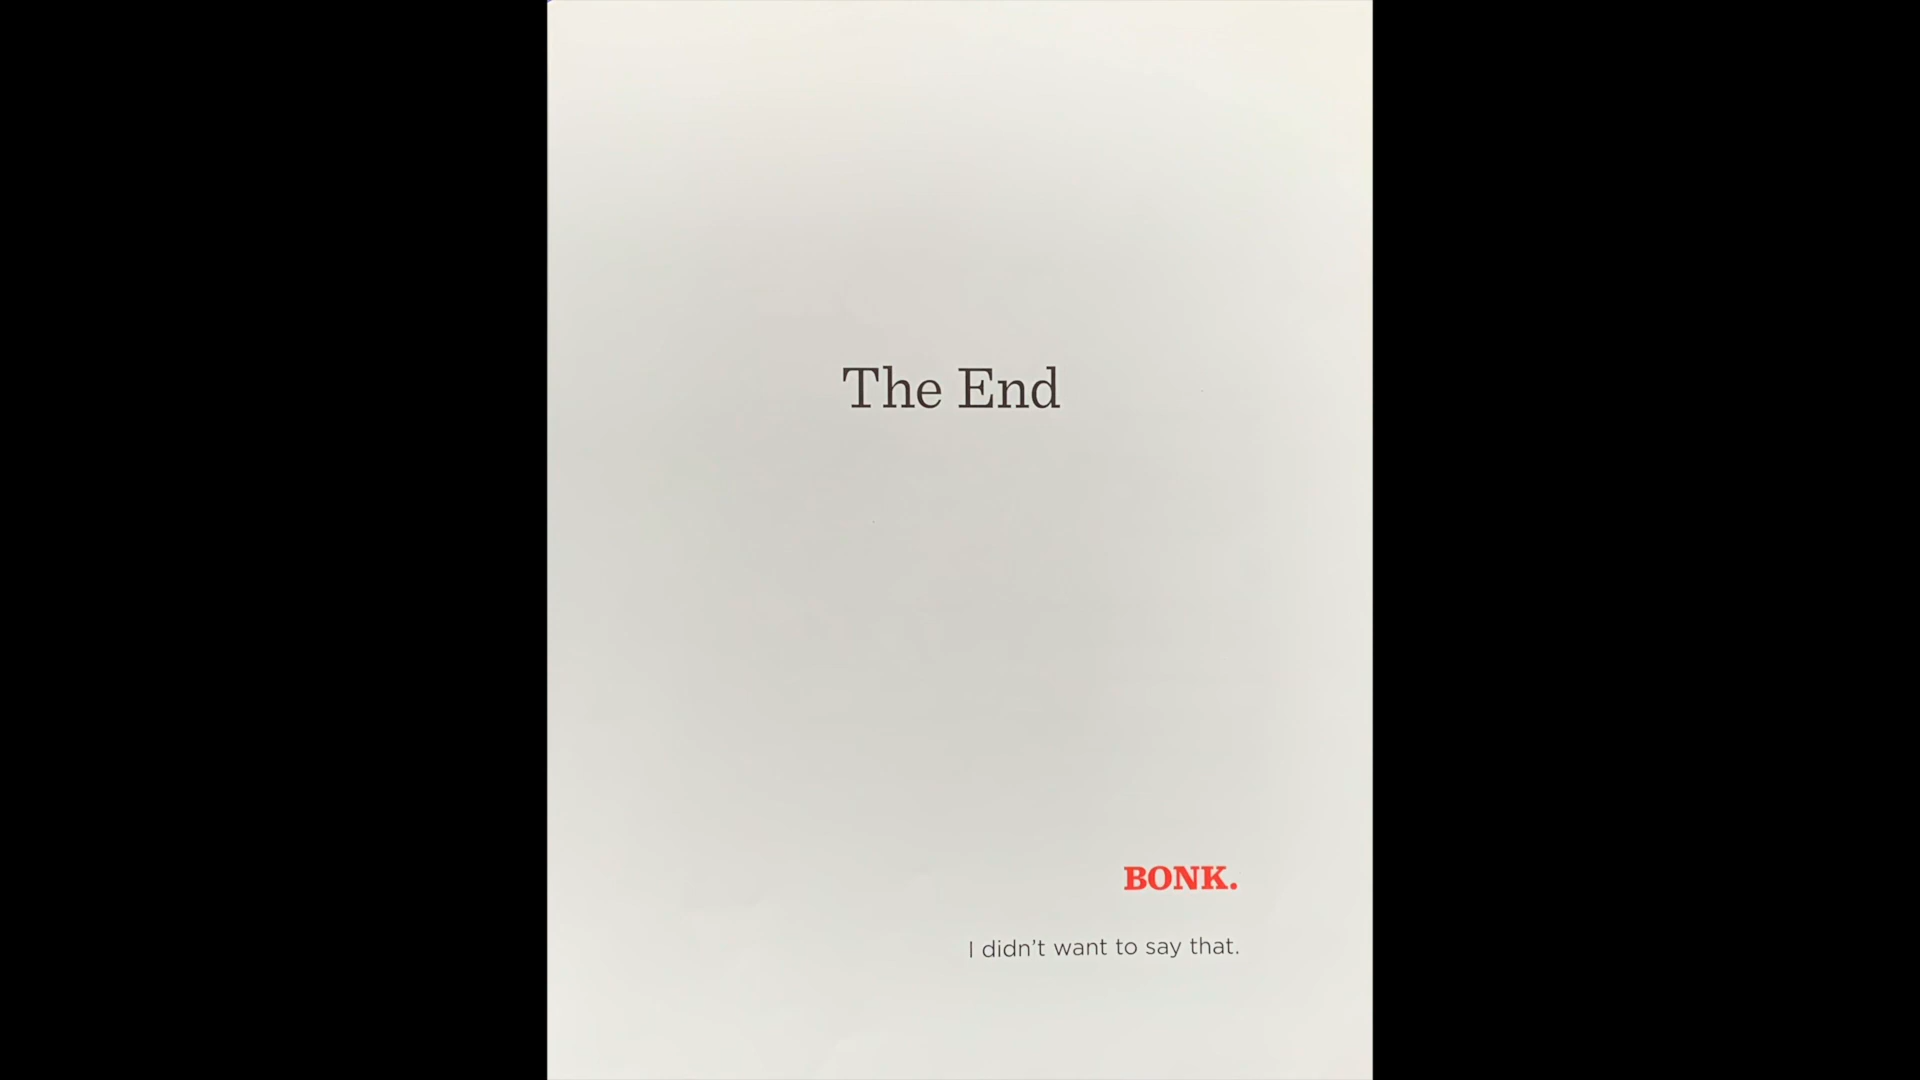 The End
BONK.
I didn't want to say that.